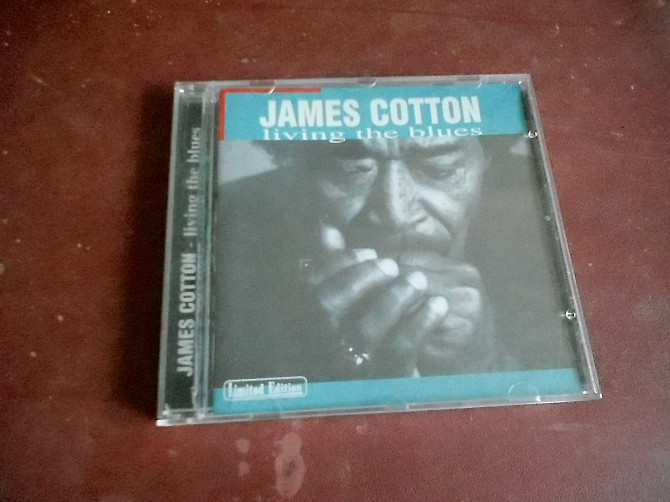 JAMES COTTON
living the blues
JAMES COTTON - living the blues
Limited Edition